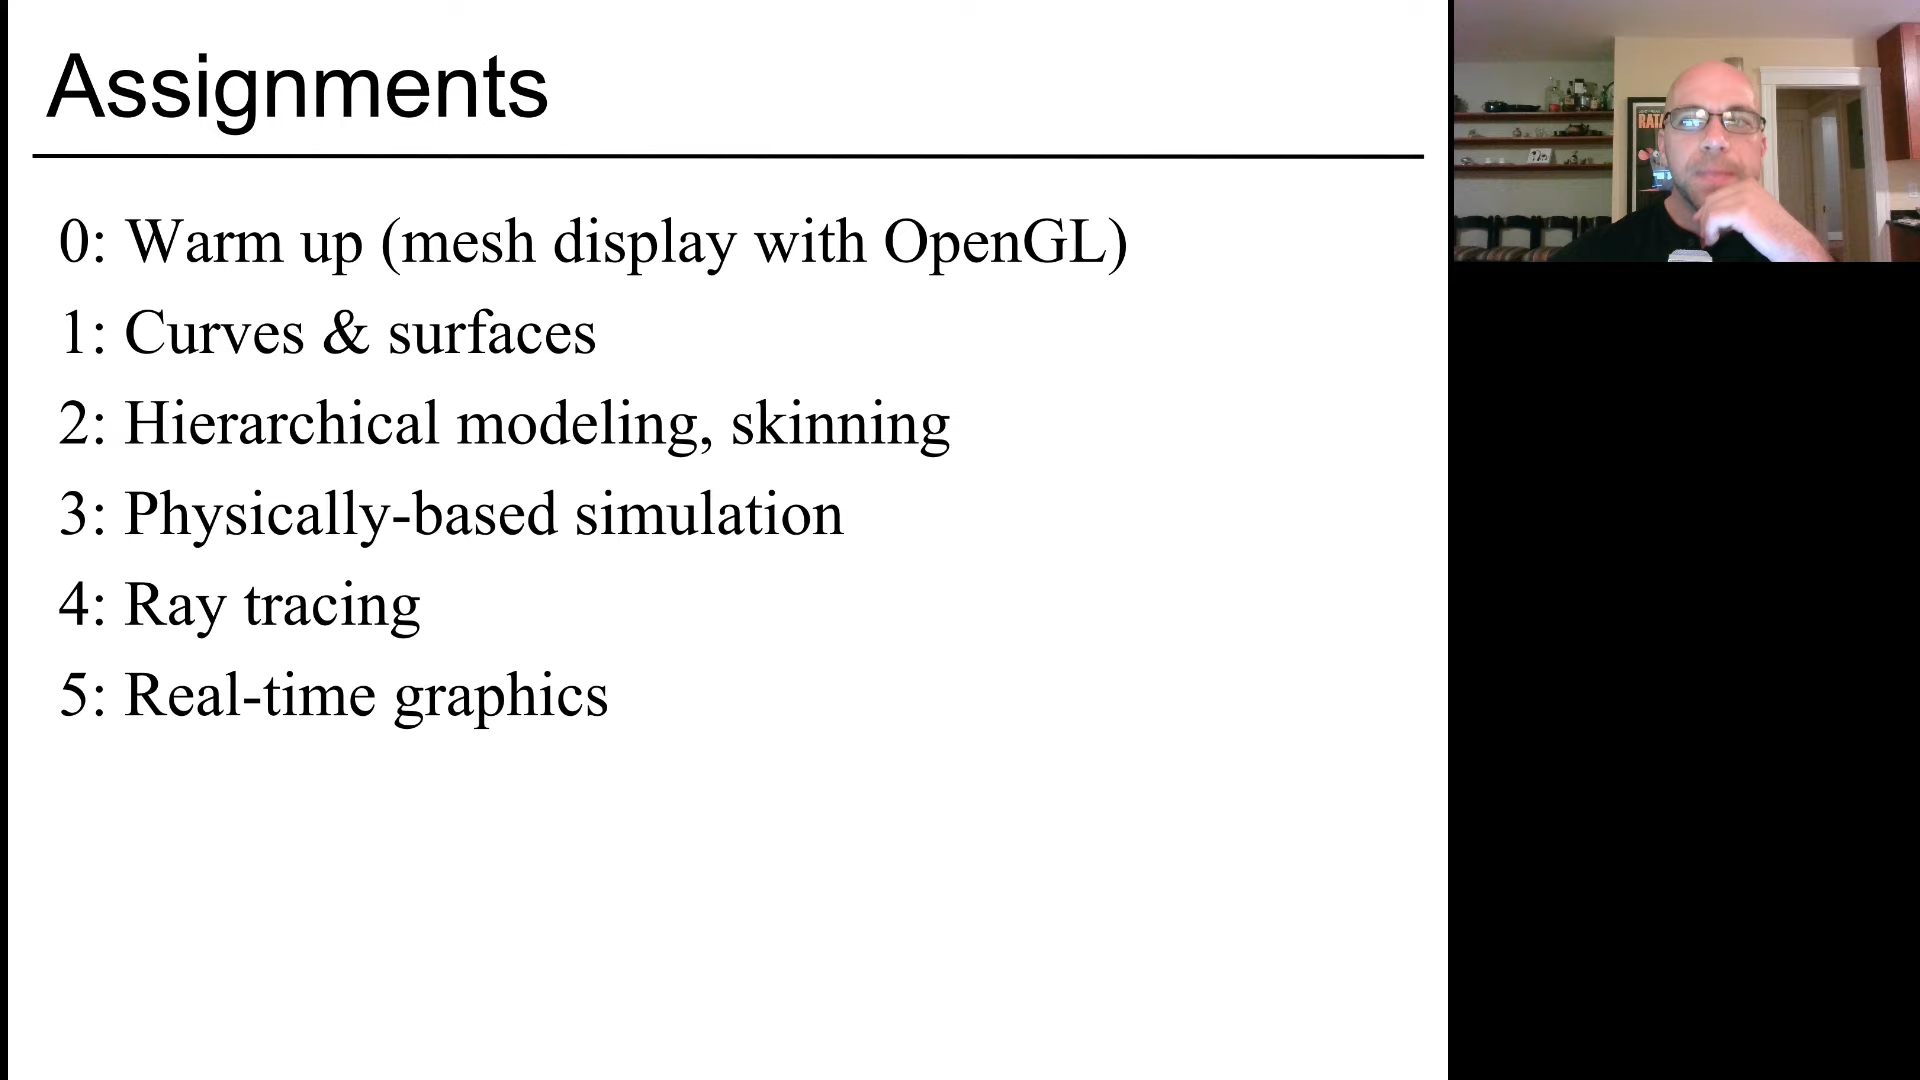 Assignments
0: Warm up (mesh display with OpenGL)
1: Curves & surfaces
2: Hierarchical modeling, skinning
3: Physically-based simulation
4: Ray tracing
5: Real-time graphics